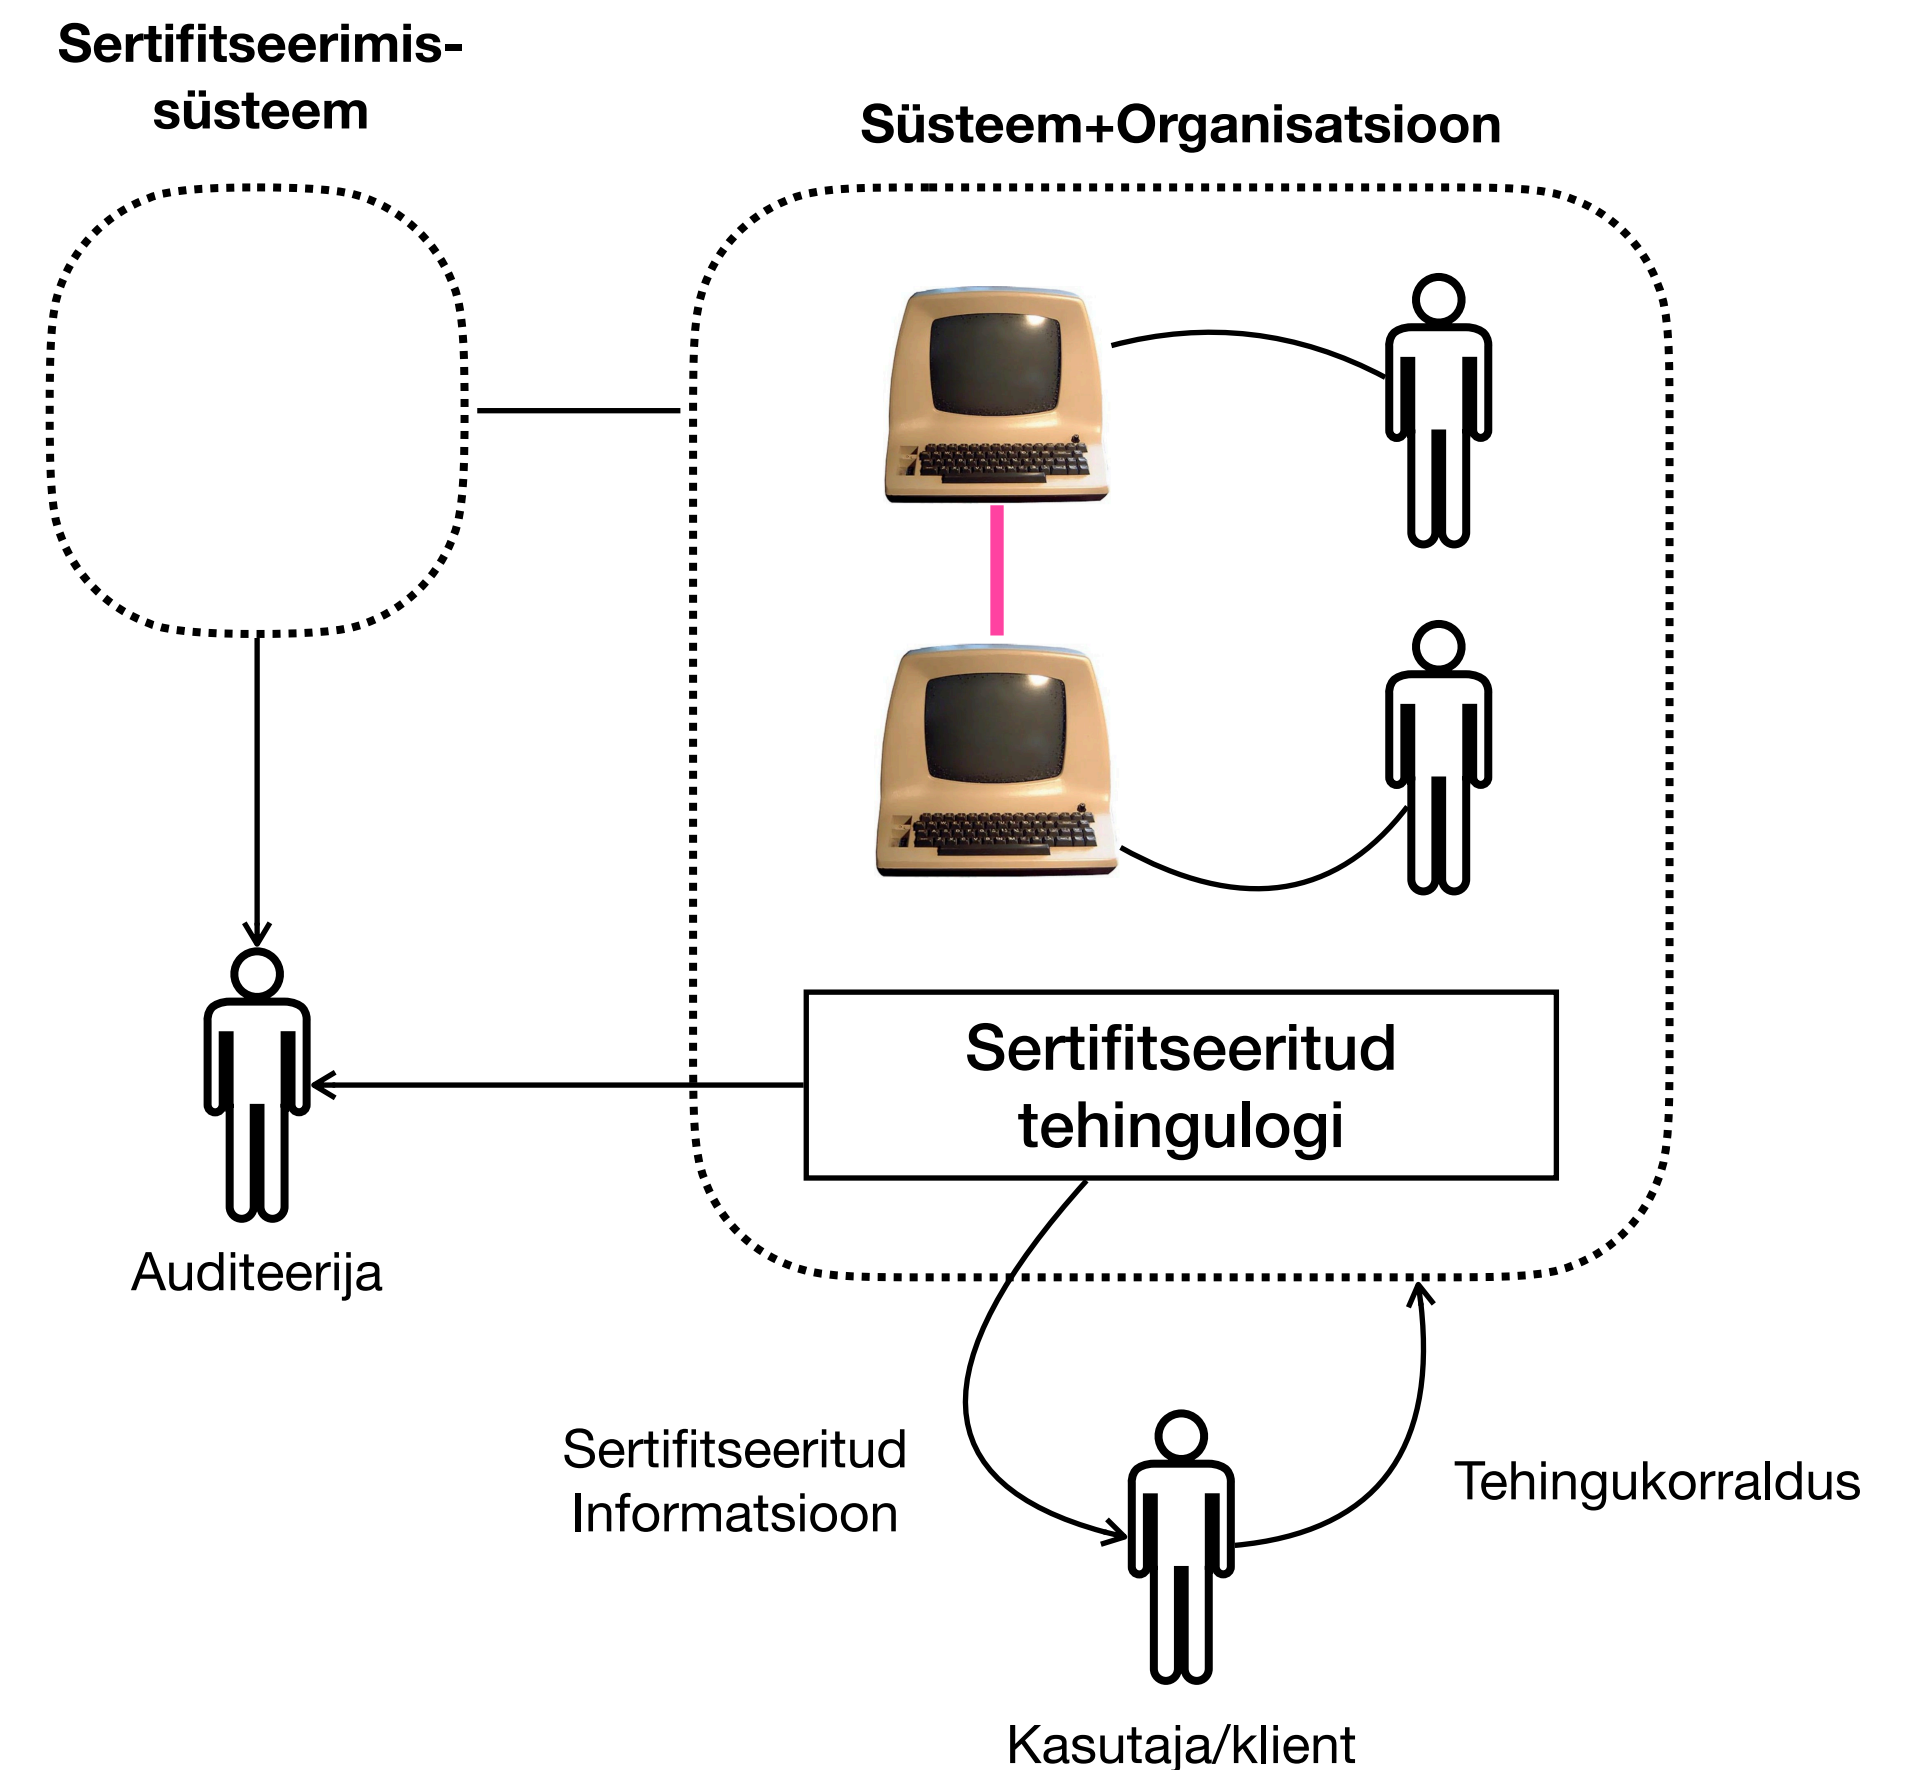 Sertifitseerimis-
süsteem
Süsteem+Organisatsioon
Sertifitseeritud
tehingulogi
Auditeerija
Sertifitseeritud
Informatsioon
Tehingukorraldus
Kasutaja/klient